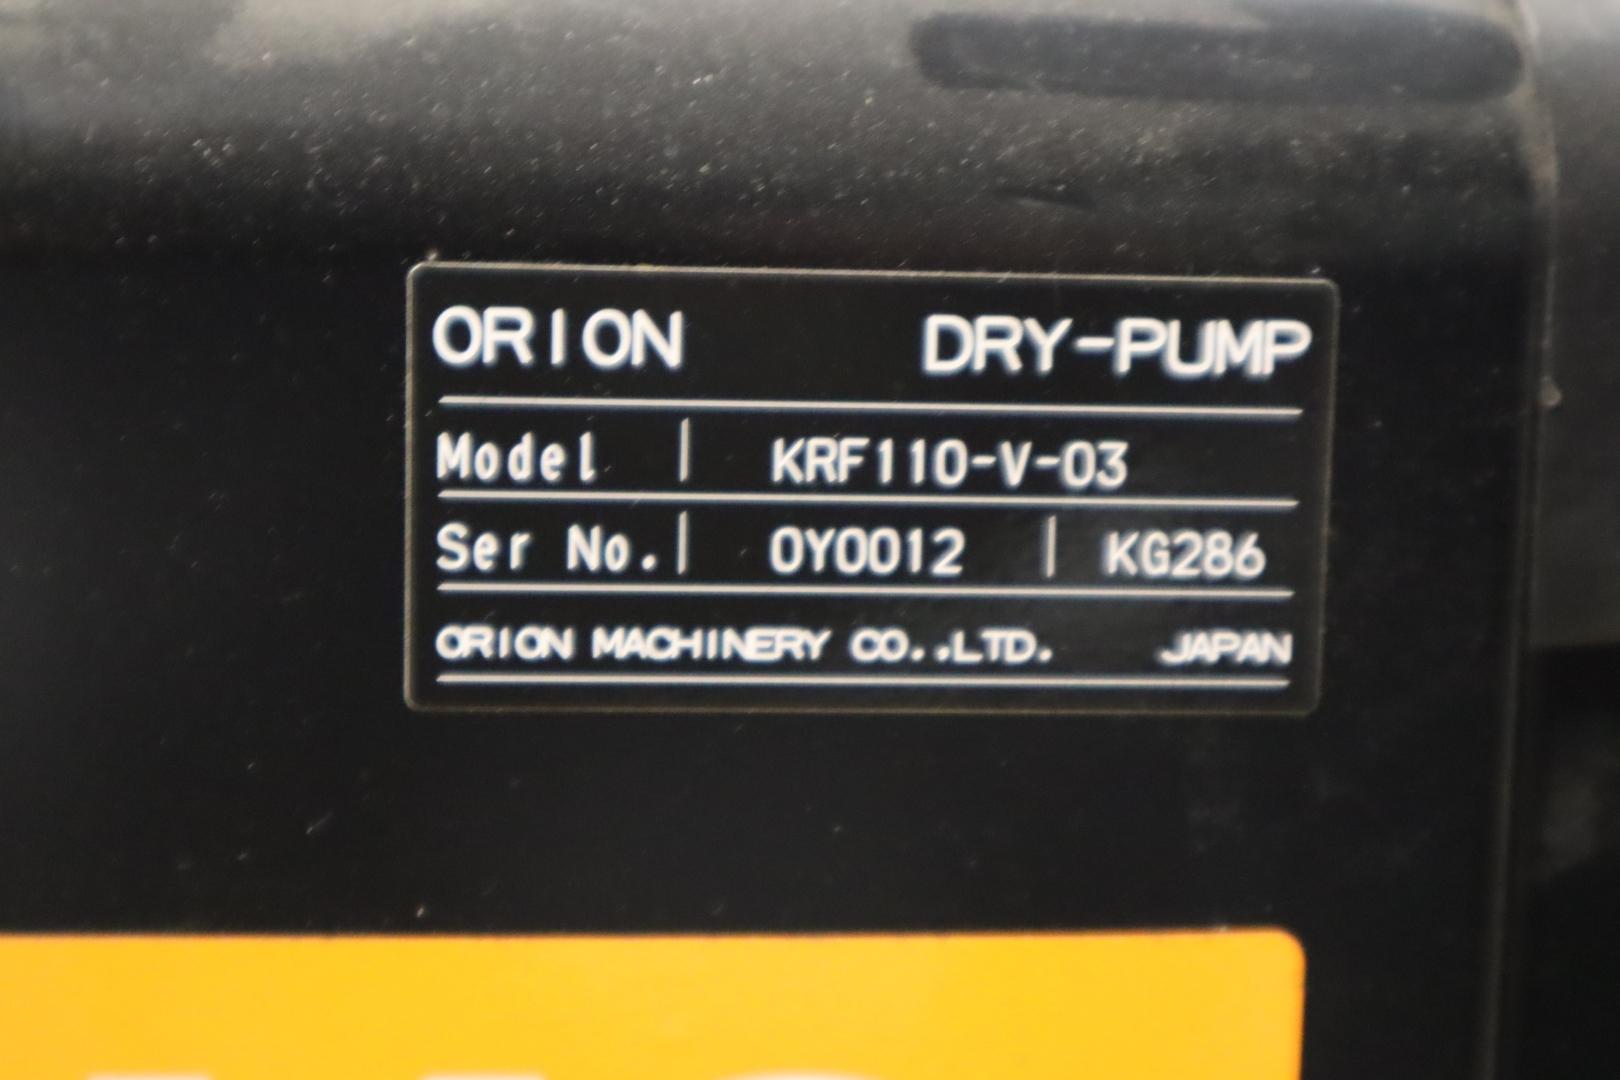 ORION DRY-PUMP
Model | KRF110-V-03
Ser No. | 0Y0012 | KG286
ORION MACHINERY CO.,LTD. JAPAN